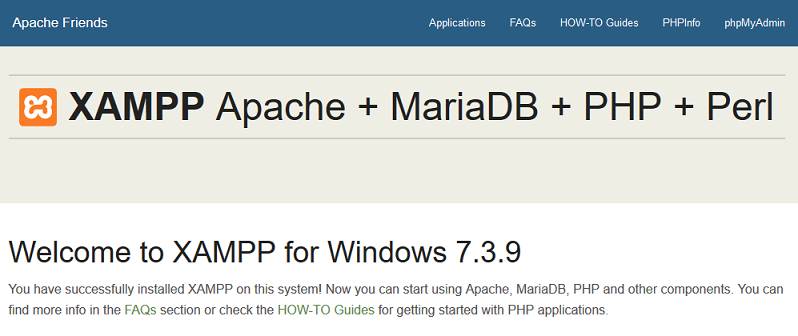 Apache Friends Applications FAQs HOW-TO Guides PHPInfo phpMyAdmin
XAMPP Apache + MariaDB + PHP + Perl
Welcome to XAMPP for Windows 7.3.9
You have successfully installed XAMPP on this system! Now you can start using Apache, MariaDB, PHP and other components. You can
find more info in the FAQs section or check the HOW-TO Guides for getting started with PHP applications.